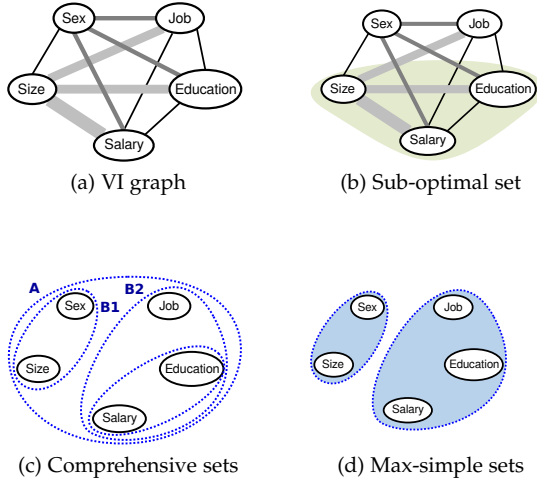 Sex Job Sex Job
Size Education Size Education
Salary Salary
(a) VI graph (b) Sub-optimal set
A B2
Sex B1 Job Sex Job
Size Education Size Education
Salary Salary
(c) Comprehensive sets (d) Max-simple sets